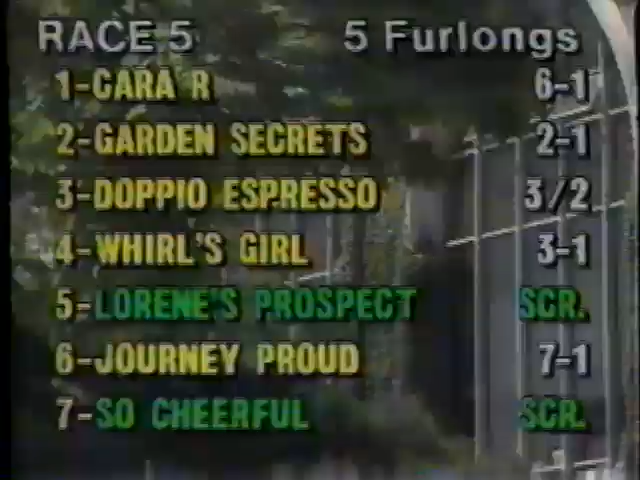 RACE 5 5 Furlongs
1-CARA R 6-1
2-GARDEN SECRETS 2-1
3-DOPPIO ESPRESSO 3/2
4-WHIRL'S GIRL 3-1
5-LORENE'S PROSPECT SCR.
6-JOURNEY PROUD 7-1
7-SO CHEERFUL SCR.